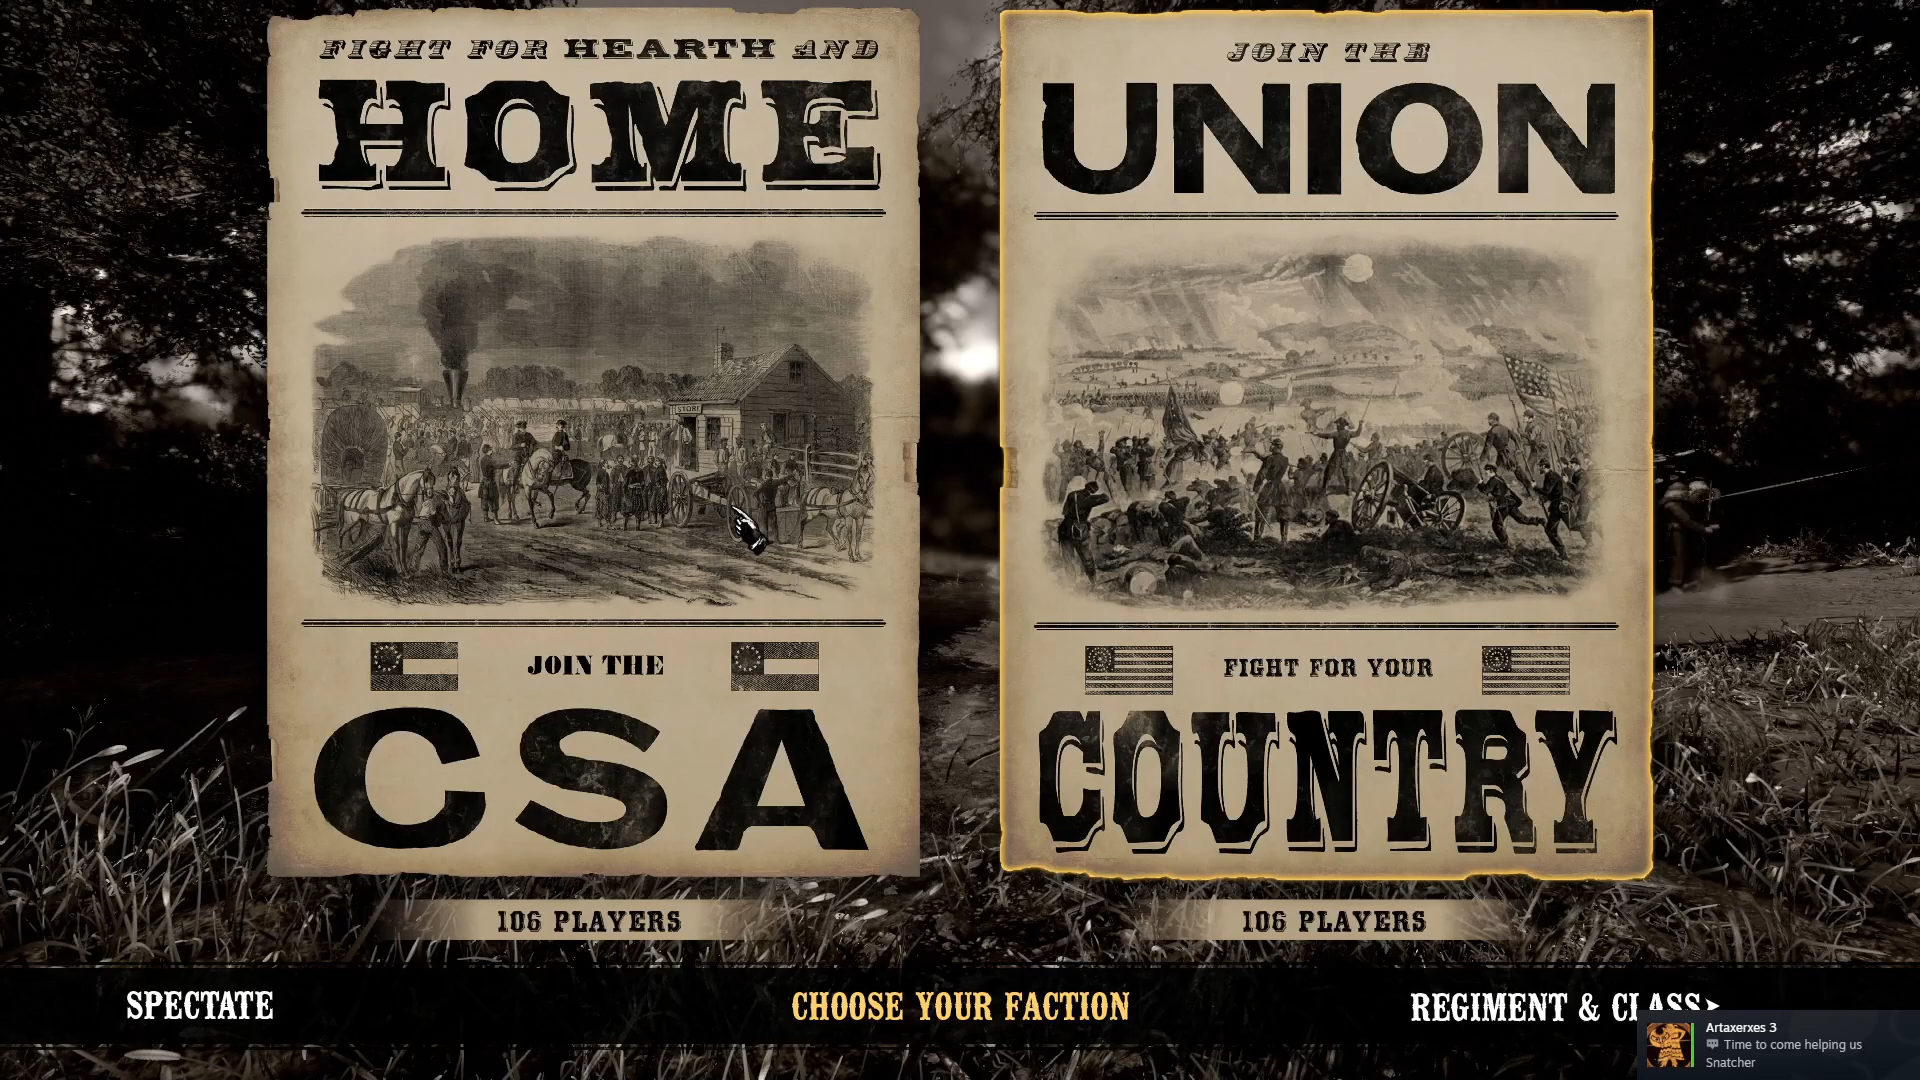 FIGHT FOR HEARTH AND
HOME
STORE
JOIN THE
CSA
106 PLAYERS
JOIN THE
UNION
FIGHT FOR YOUR
COUNTRY
106 PLAYERS
SPECTATE
CHOOSE YOUR FACTION
REGIMENT & CLASS
Artaxerxes 3
Time to come helping us
Snatcher